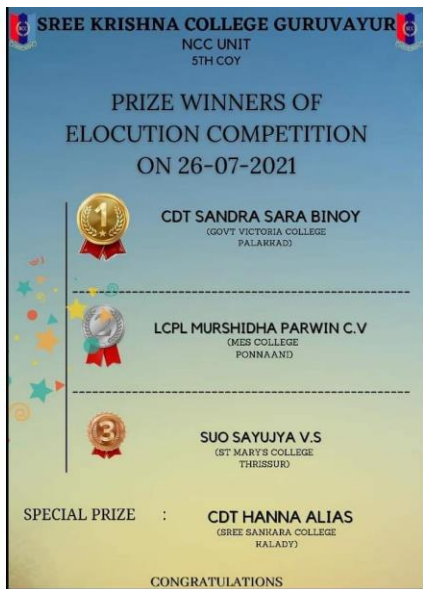 SREE KRISHNA COLLEGE GURUVAYUR
NCC UNIT
5TH COY
PRIZE WINNERS OF
ELOCUTION COMPETITION
ON 26-07-2021
1
CDT SANDRA SARA BINOY
(GOVT VICTORIA COLLEGE
PALAKKAD)
2
LCPL MURSHIDHA PARWIN C.V
(MES COLLEGE
PONNAANI)
3
SUO SAYUJYA V.S
(ST MARY'S COLLEGE
THRISSUR)
SPECIAL PRIZE :
CDT HANNA ALIAS
(SREE SANKARA COLLEGE
KALADY)
CONGRATULATIONS